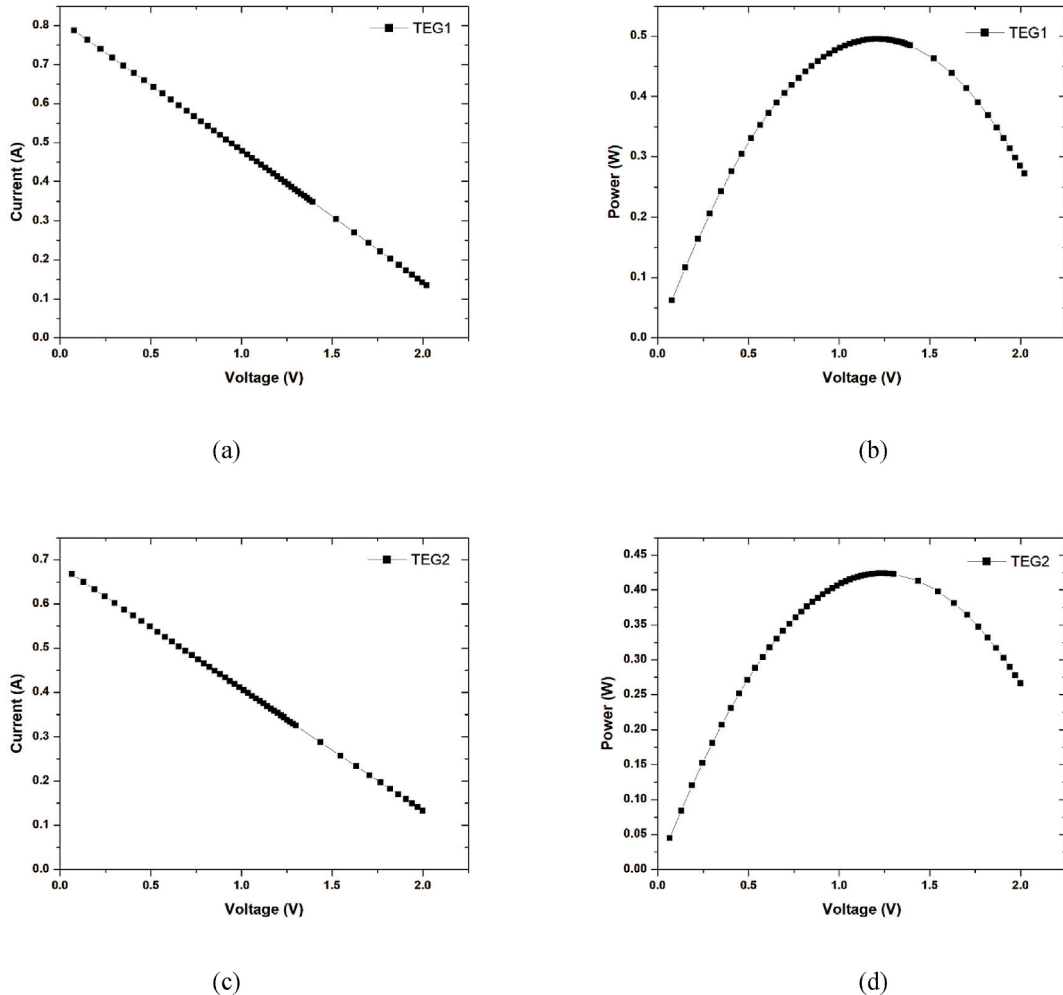 TEG1
Current (A)
0.8
0.7
0.6
0.5
0.4
0.3
0.2
0.1
0.0
0.0 0.5 1.0 1.5 2.0
Voltage (V)
(a)
TEG1
Power (W)
0.5
0.4
0.3
0.2
0.1
0.0
0.0 0.5 1.0 1.5 2.0
Voltage (V)
(b)
TEG2
Current (A)
0.7
0.6
0.5
0.4
0.3
0.2
0.1
0.0
0.0 0.5 1.0 1.5 2.0
Voltage (V)
(c)
TEG2
Power (W)
0.45
0.40
0.35
0.30
0.25
0.20
0.15
0.10
0.05
0.00
0.0 0.5 1.0 1.5 2.0
Voltage (V)
(d)